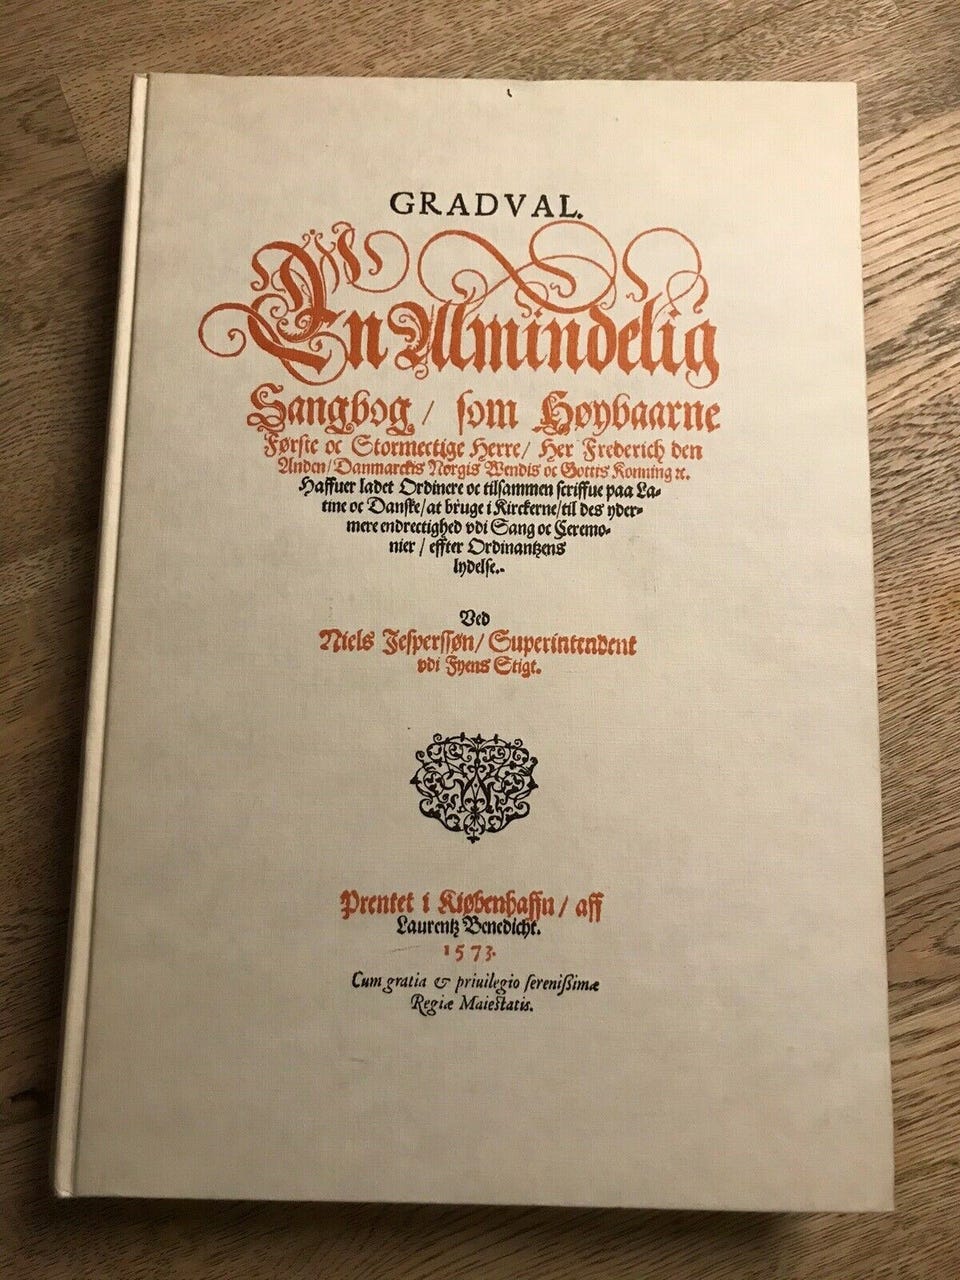 GRADVAL.
En Almindelig
Sangbog / som Høybaarne
Første oc Stormectige Herre / Her Frederich den
Anden / Danmarckis Norgis Wendis oc Gottis Konning ꝛc.
Haffuer ladet Ordinere oc tilsammen scriffue paa La-
tine oc Danske / at bruge i Kirckerne / til des yder-
mere endrectighed vdi Sang oc Ceremo-
nier / effter Ordinantzens
lydelse.
Ved
Niels Jesperssøn / Superintendent
vdi Fyens Stigt.
Prentet i Kiøbenhaffn / aff
Laurentz Benedicht.
1573.
Cum gratia & priuilegio serenißimæ
Regiæ Maiestatis.